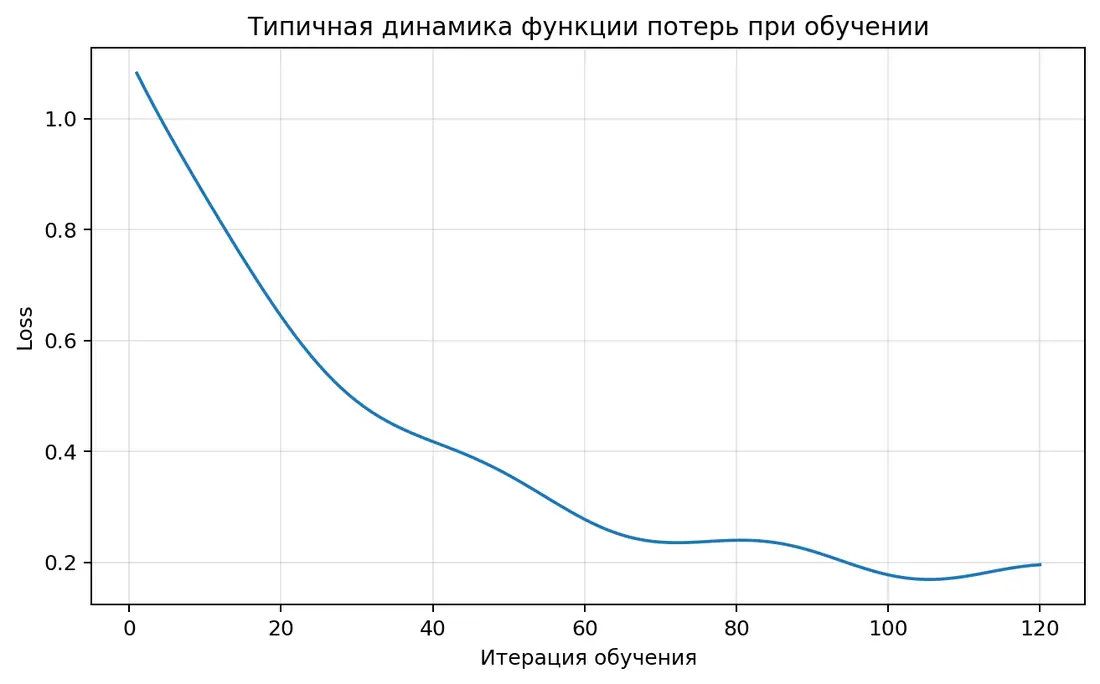 Типичная динамика функции потерь при обучении
Loss
1.0
0.8
0.6
0.4
0.2
0 20 40 60 80 100 120
Итерация обучения